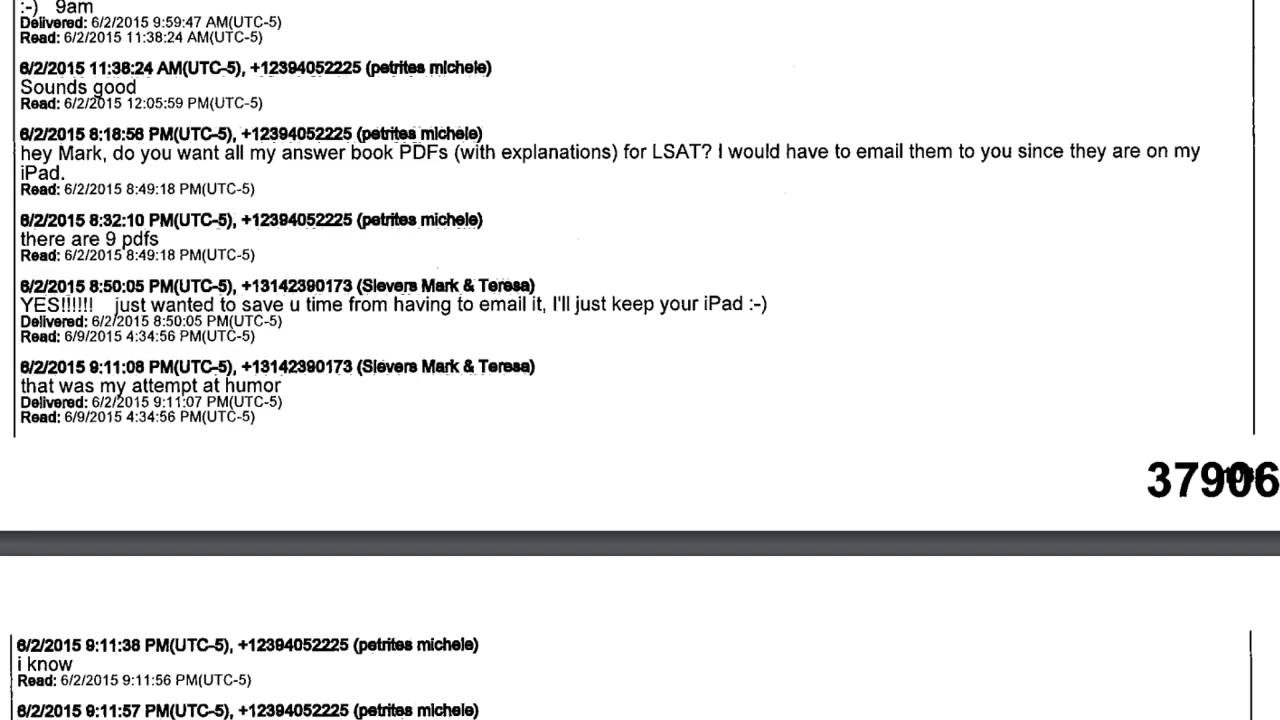 :-) 9am
Delivered: 6/2/2015 9:59:47 AM(UTC-5)
Read: 6/2/2015 11:38:24 AM(UTC-5)
6/2/2015 11:38:24 AM(UTC-5), +12394052225 (petrites michele)
Sounds good
Read: 6/2/2015 12:05:59 PM(UTC-5)
6/2/2015 8:18:58 PM(UTC-5), +12394052225 (petrites michele)
hey Mark, do you want all my answer book PDFs (with explanations) for LSAT? I would have to email them to you since they are on my
iPad.
Read: 6/2/2015 8:49:18 PM(UTC-5)
6/2/2015 8:32:10 PM(UTC-5), +12394052225 (petrites michele)
there are 9 pdfs
Read: 6/2/2015 8:49:18 PM(UTC-5)
6/2/2015 8:50:05 PM(UTC-5), +13142390173 (Sievers Mark & Teresa)
YES!!!!!! just wanted to save u time from having to email it, I'll just keep your iPad :-)
Delivered: 6/2/2015 8:50:05 PM(UTC-5)
Read: 6/9/2015 4:34:56 PM(UTC-5)
6/2/2015 9:11:08 PM(UTC-5), +13142390173 (Sievers Mark & Teresa)
that was my attempt at humor
Delivered: 6/2/2015 9:11:07 PM(UTC-5)
Read: 6/9/2015 4:34:56 PM(UTC-5)
37906
6/2/2015 9:11:38 PM(UTC-5), +12394052225 (petrites michele)
i know
Read: 6/2/2015 9:11:56 PM(UTC-5)
6/2/2015 9:11:57 PM(UTC-5), +12394052225 (petrites michele)